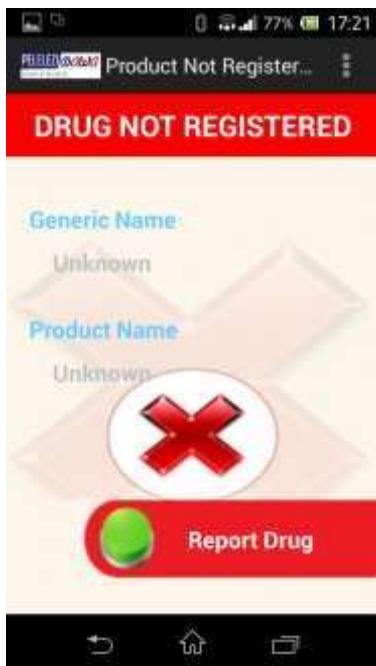 77% 17:21
Product Not Register...
DRUG NOT REGISTERED
Generic Name
Unknown
Product Name
Unknown
Report Drug